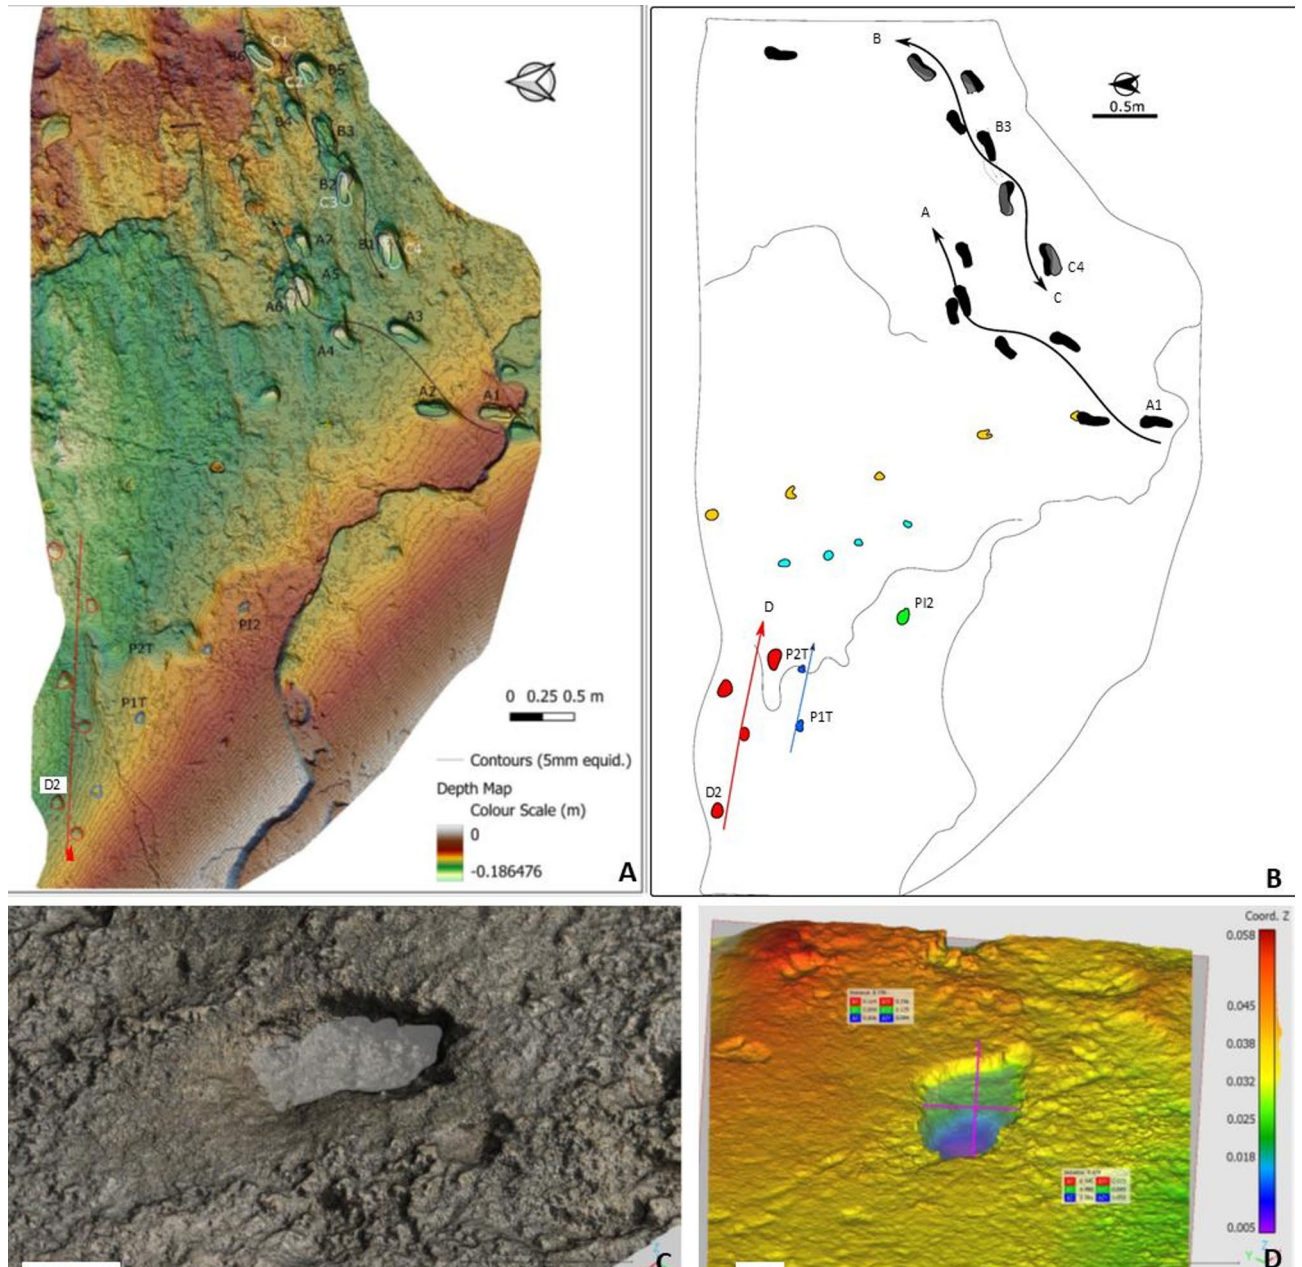 C1
B6
C2
B5
B4
B3
B2
C3
A7
B1
C4
A5
A6
A3
A4
A2
A1
D
PI2
P2T
P1T
D2
0 0.25 0.5 m
Contours (5mm equid.)
Depth Map
Colour Scale (m)
0
-0.186476
A
B
0.5m
B3
A
C4
C
A1
D
PI2
P2T
P1T
D2
B
C
Coord. Z
0.058
0.045
0.038
0.032
0.025
0.018
0.005
Z
Y
D